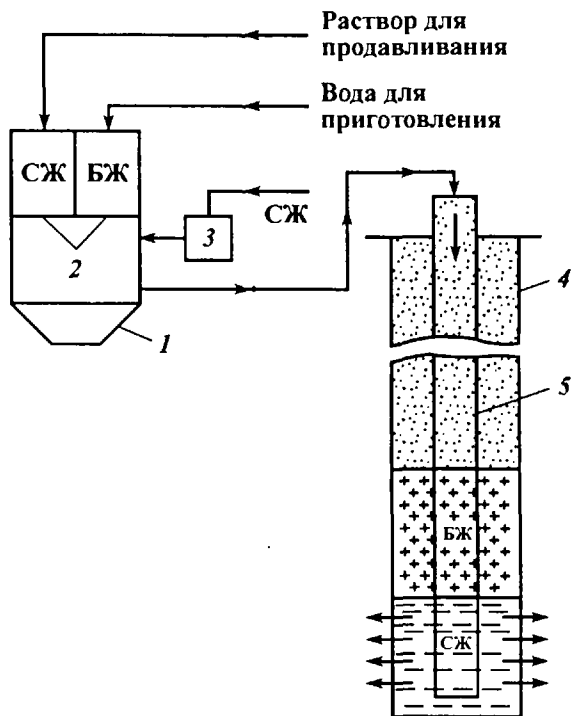 Раствор для
продавливания
Вода для
приготовления
СЖ
БЖ
СЖ
3
2
1
4
5
БЖ
СЖ